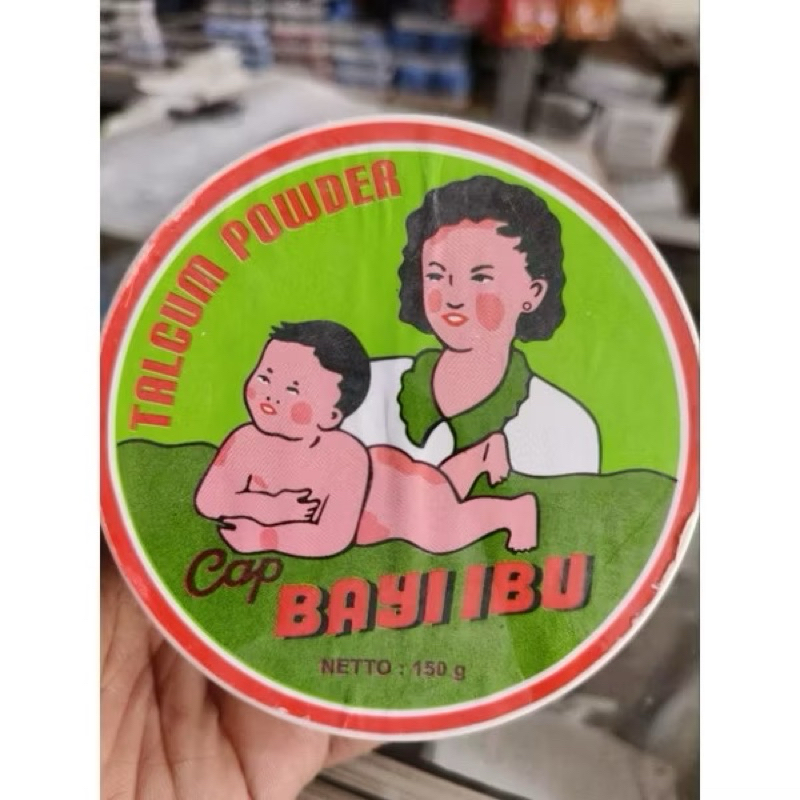 TALCUM POWDER
Cap
BAYI IBU
NETTO : 150 g